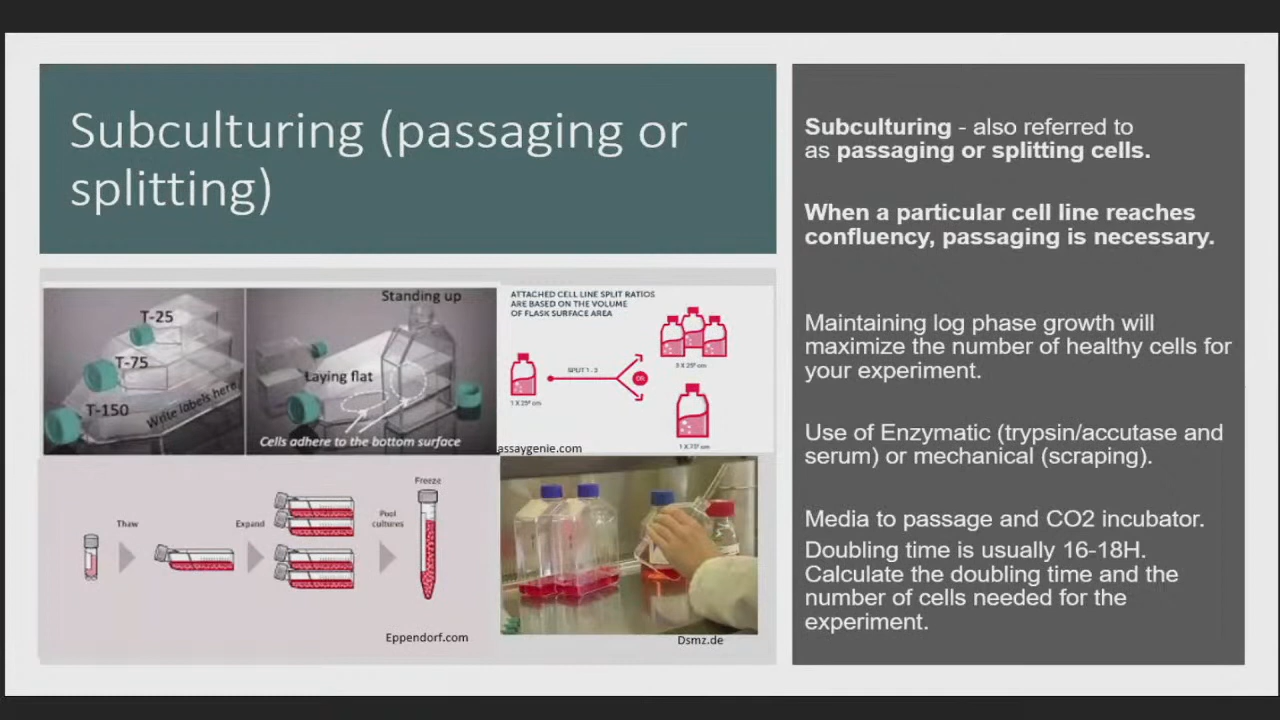 Subculturing (passaging or
splitting)
T-25
T-75
T-150
Write labels here
Standing up
Laying flat
Cells adhere to the bottom surface
ATTACHED CELL LINE SPLIT RATIOS
ARE BASED ON THE VOLUME
OF FLASK SURFACE AREA
SPLIT 1 - 3
OR
assaygenie.com
Thaw
Expand
Pool
cultures
Freeze
Eppendorf.com
Dsmz.de
Subculturing - also referred to
as passaging or splitting cells.
When a particular cell line reaches
confluency, passaging is necessary.
Maintaining log phase growth will
maximize the number of healthy cells for
your experiment.
Use of Enzymatic (trypsin/accutase and
serum) or mechanical (scraping).
Media to passage and CO2 incubator.
Doubling time is usually 16-18H.
Calculate the doubling time and the
number of cells needed for the
experiment.